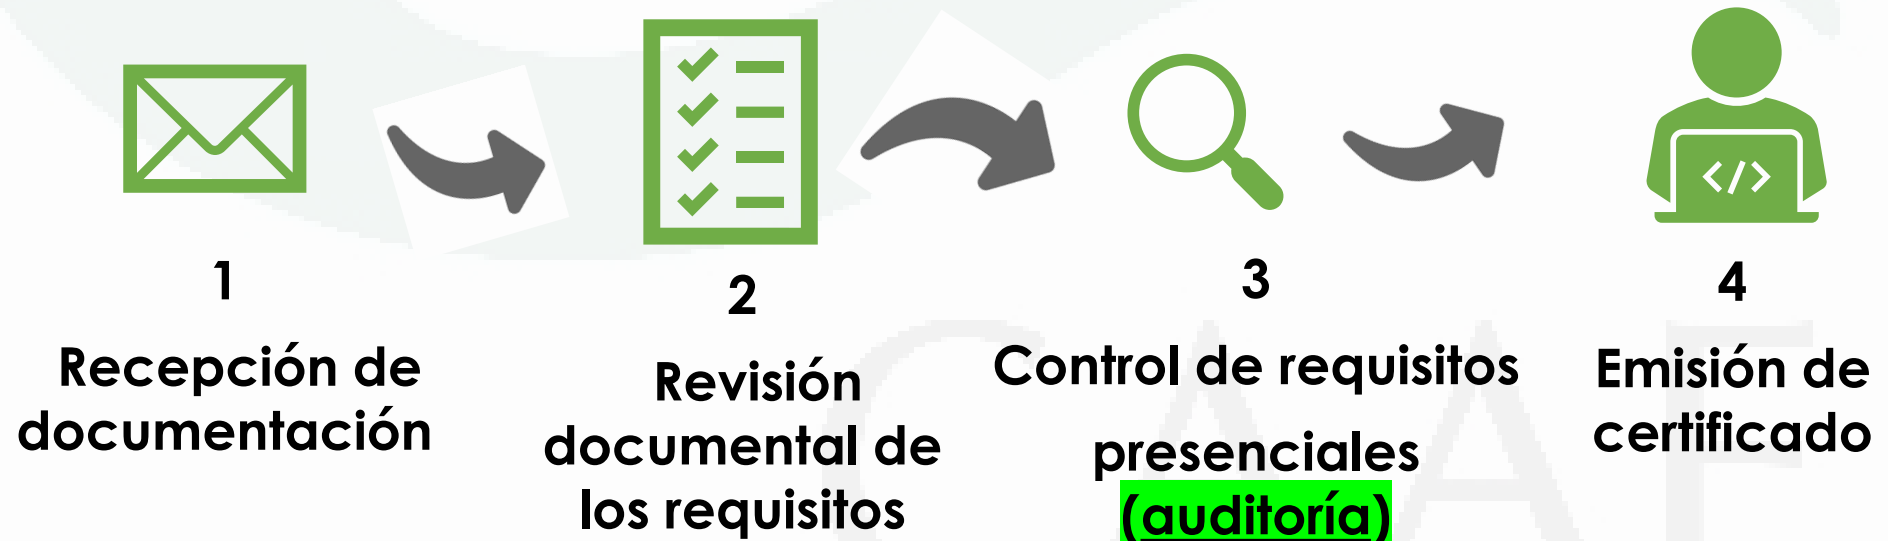 1
Recepción de
documentación
2
Revisión
documental de
los requisitos
3
Control de requisitos
presenciales
(auditoría)
4
Emisión de
certificado
</>
CAAF